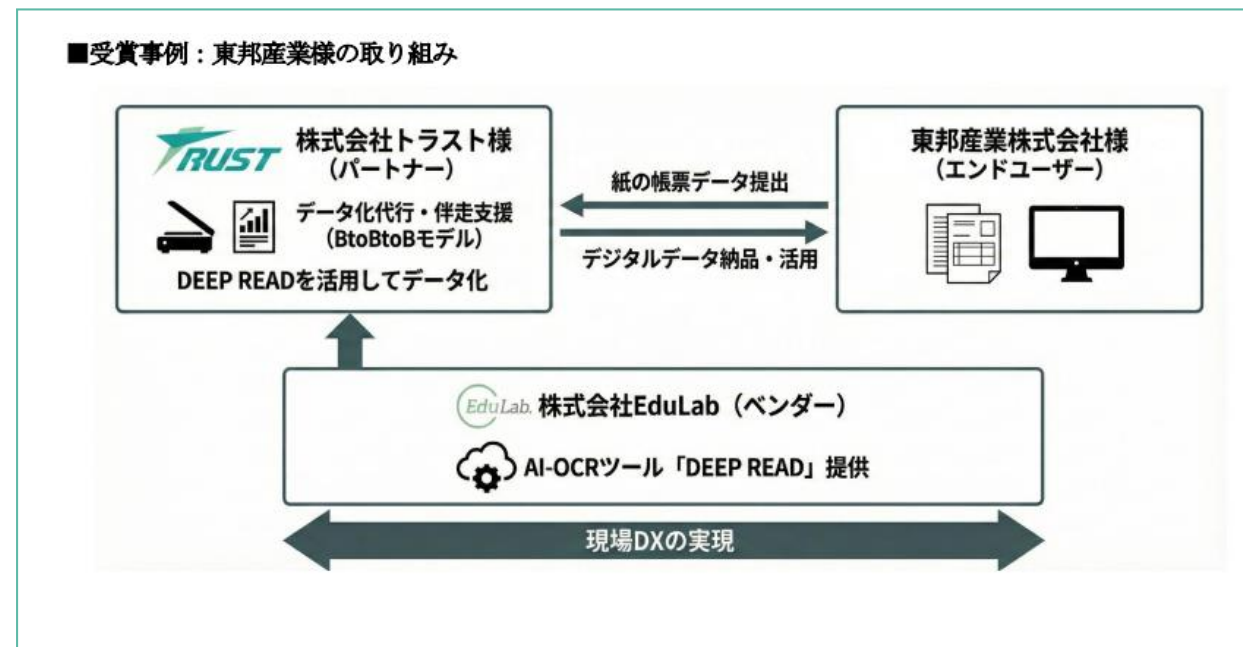 ■受賞事例：東邦産業様の取り組み
TRUST 株式会社トラスト様
（パートナー）
データ化代行・伴走支援
（BtoBtoBモデル）
DEEP READを活用してデータ化
紙の帳票データ提出
デジタルデータ納品・活用
東邦産業株式会社様
（エンドユーザー）
EduLab. 株式会社EduLab（ベンダー）
AI-OCRツール「DEEP READ」提供
現場DXの実現